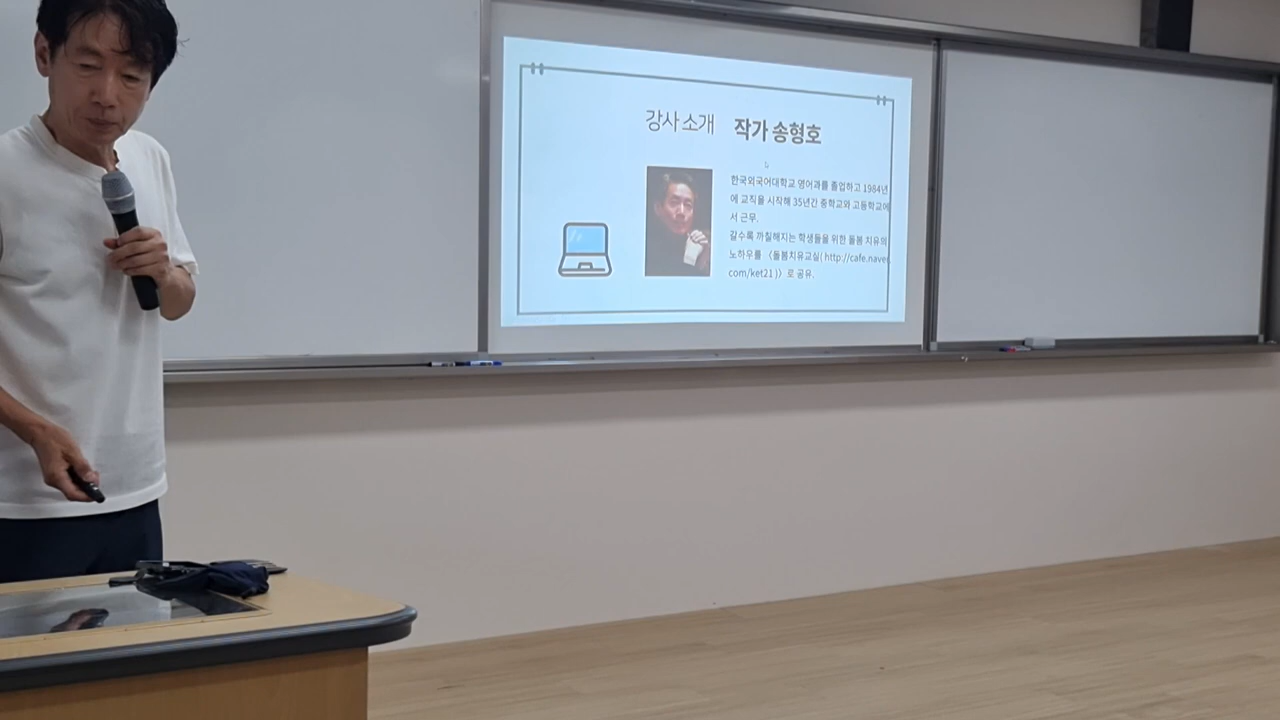 강사 소개 작가 송형호
한국외국어대학교 영어과를 졸업하고 1984년
에 교직을 시작해 35년간 중학교와 고등학교에
서 근무.
갈수록 까칠해지는 학생들을 위한 돌봄 치유의
노하우를 〈돌봄치유교실( http://cafe.naver
com/ket21 )〉로 공유.